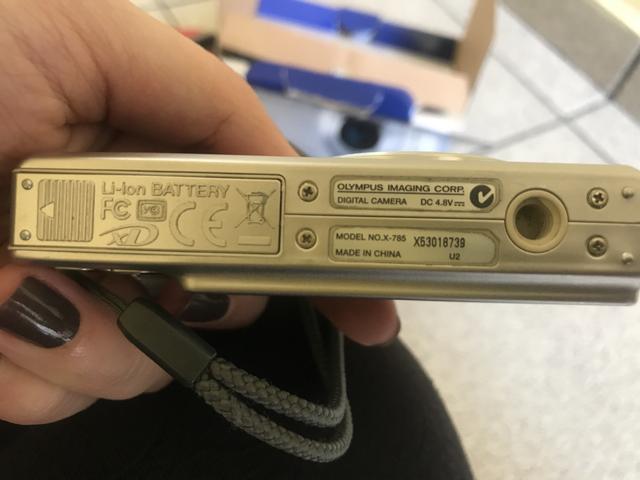 Li-Ion BATTERY
FC
xD
CE
OLYMPUS IMAGING CORP.
DIGITAL CAMERA DC 4.8V⎓
MODEL NO.X-785 X53018739
MADE IN CHINA U2